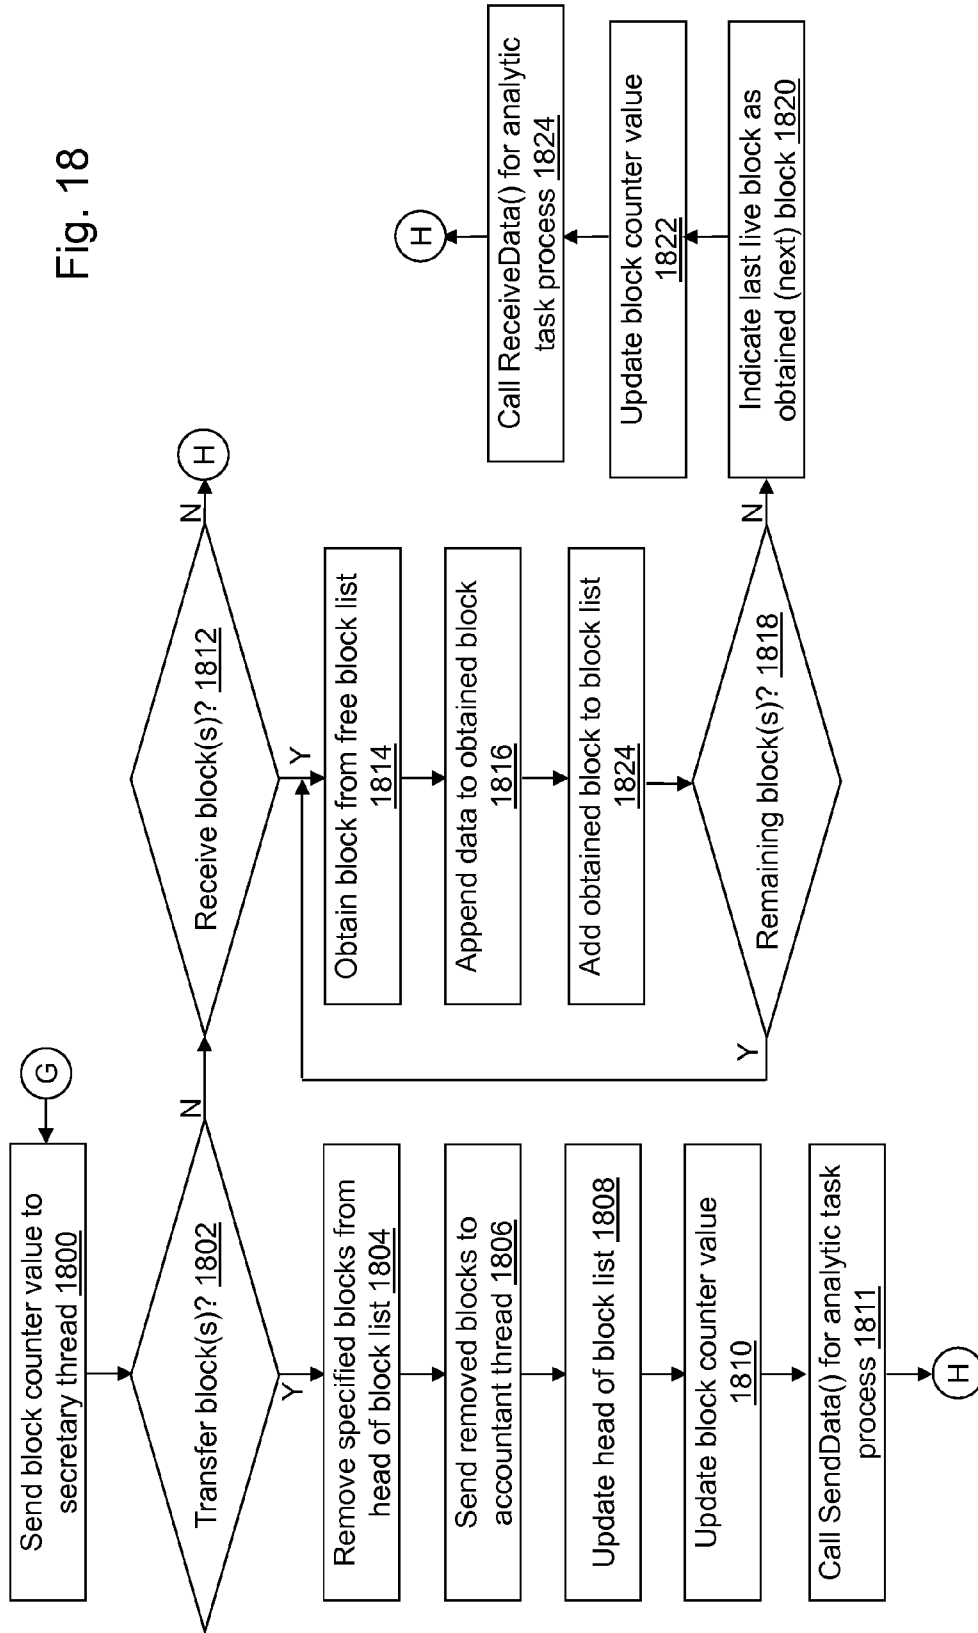 Fig. 18
G
Send block counter value to
secretary thread 1800
Transfer block(s)? 1802
N
Y
Remove specified blocks from
head of block list 1804
Send removed blocks to
accountant thread 1806
Update head of block list 1808
Update block counter value
1810
Call SendData() for analytic task
process 1811
H
Receive block(s)? 1812
N
H
Y
Obtain block from free block list
1814
Append data to obtained block
1816
Add obtained block to block list
1824
Remaining block(s)? 1818
Y
N
Indicate last live block as
obtained (next) block 1820
Update block counter value
1822
Call ReceiveData() for analytic
task process 1824
H